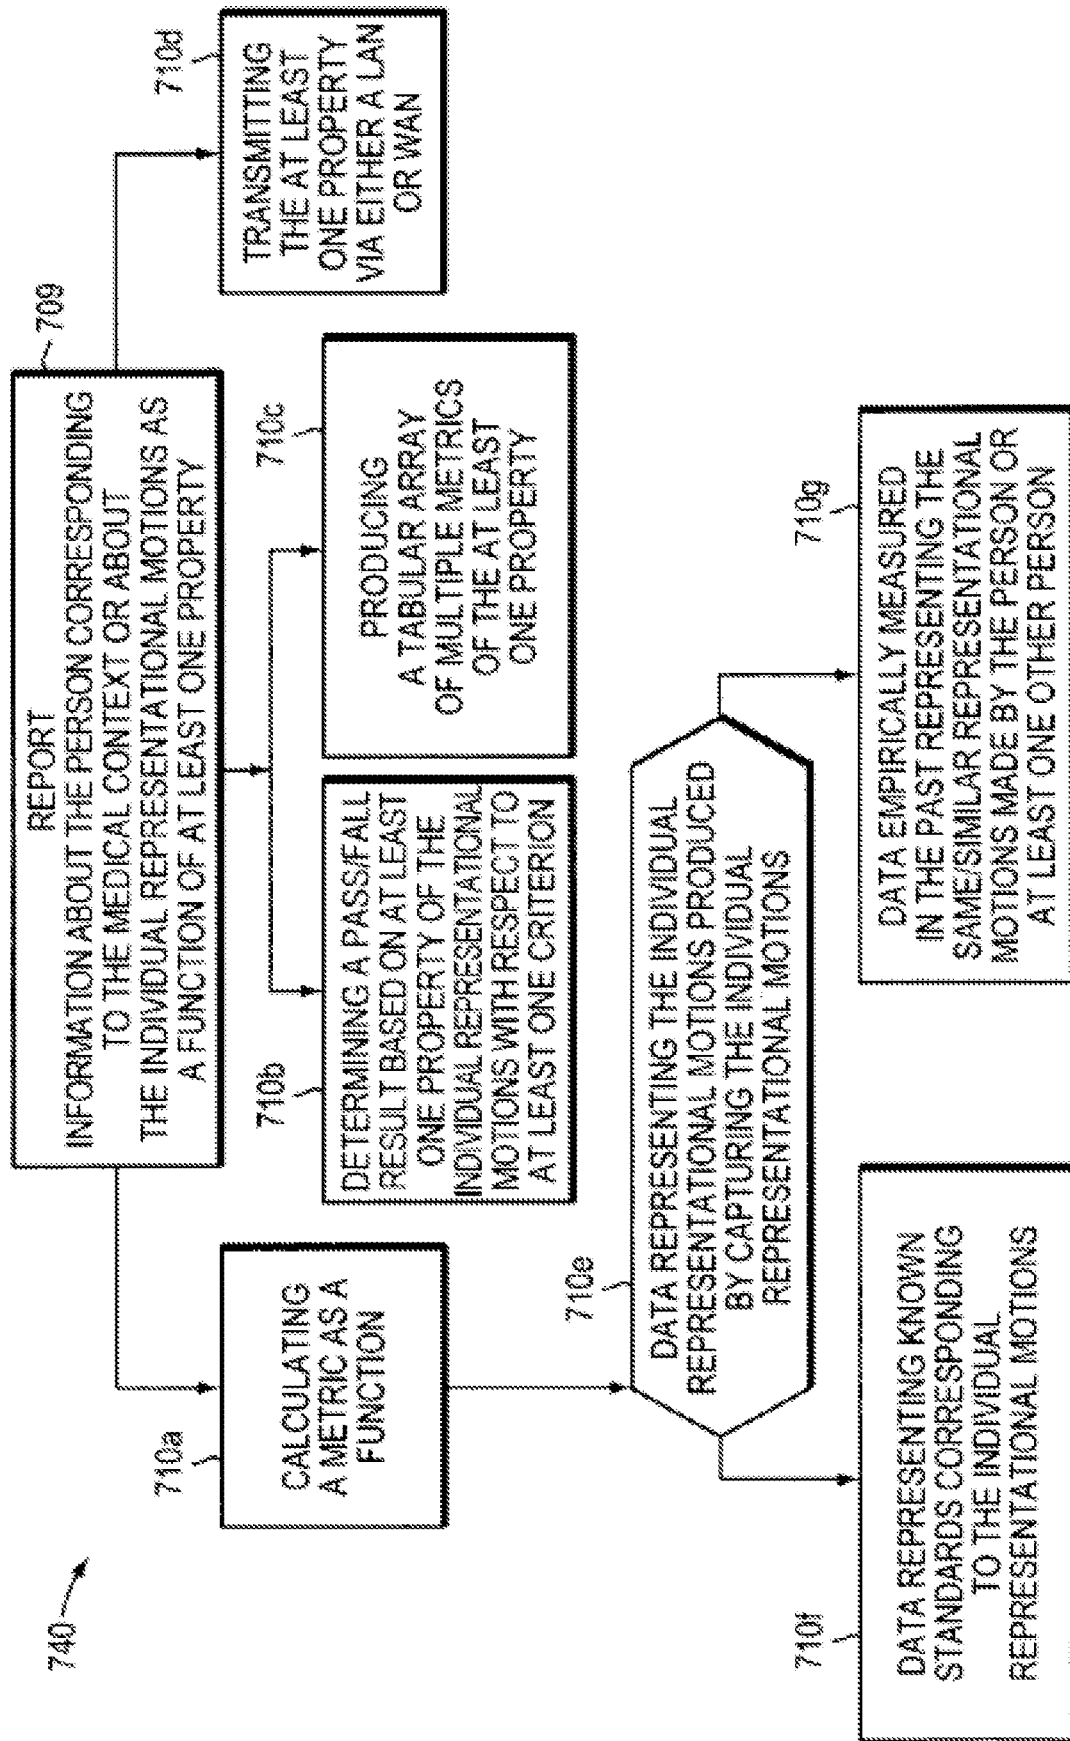 740
709
REPORT
INFORMATION ABOUT THE PERSON CORRESPONDING
TO THE MEDICAL CONTEXT OR ABOUT
THE INDIVIDUAL REPRESENTATIONAL MOTIONS AS
A FUNCTION OF AT LEAST ONE PROPERTY
710a
CALCULATING
A METRIC AS A
FUNCTION
710b
DETERMINING A PASS/FALL
RESULT BASED ON AT LEAST
ONE PROPERTY OF THE
INDIVIDUAL REPRESENTATIONAL
MOTIONS WITH RESPECT TO
AT LEAST ONE CRITERION
710c
PRODUCING
A TABULAR ARRAY
OF MULTIPLE METRICS
OF THE AT LEAST
ONE PROPERTY
710d
TRANSMITTING
THE AT LEAST
ONE PROPERTY
VIA EITHER A LAN
OR WAN
710e
DATA REPRESENTING THE INDIVIDUAL
REPRESENTATIONAL MOTIONS PRODUCED
BY CAPTURING THE INDIVIDUAL
REPRESENTATIONAL MOTIONS
710f
DATA REPRESENTING KNOWN
STANDARDS CORRESPONDING
TO THE INDIVIDUAL
REPRESENTATIONAL MOTIONS
710g
DATA EMPIRICALLY MEASURED
IN THE PAST REPRESENTING THE
SAME/SIMILAR REPRESENTATIONAL
MOTIONS MADE BY THE PERSON OR
AT LEAST ONE OTHER PERSON